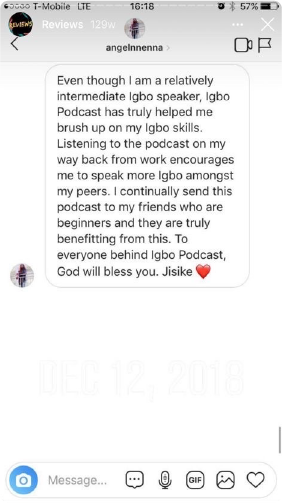 T-Mobile LTE 16:18 57%
REVIEWS Reviews 129w
angelnnenna
Even though I am a relatively
intermediate Igbo speaker, Igbo
Podcast has truly helped me
brush up on my Igbo skills.
Listening to the podcast on my
way back from work encourages
me to speak more Igbo amongst
my peers. I continually send this
podcast to my friends who are
beginners and they are truly
benefitting from this. To
everyone behind Igbo Podcast,
God will bless you. Jisike ❤️
DEC 12, 2018
Message... GIF